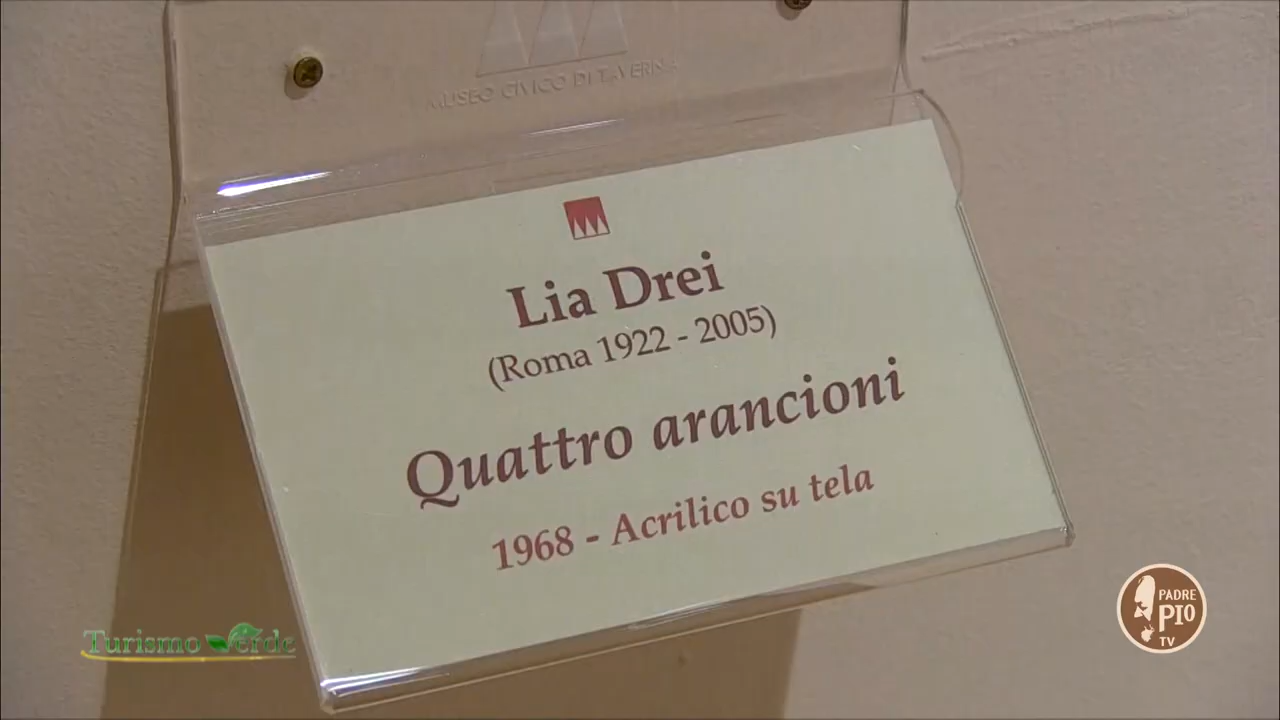 MUSEO CIVICO DI TAVERNA
Lia Drei
(Roma 1922 - 2005)
Quattro arancioni
1968 - Acrilico su tela
Turismo Verde
PADRE
PIO
TV